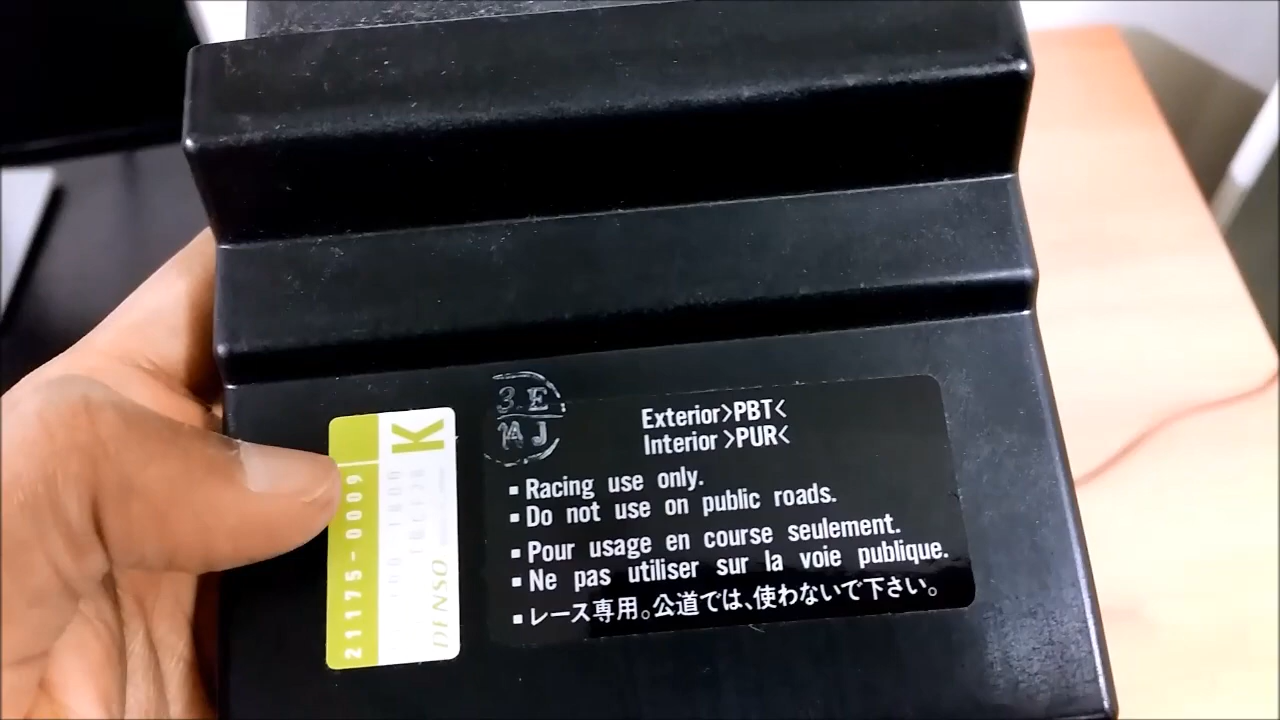 3 E
1A J
Exterior>PBT<
Interior >PUR<
▪ Racing use only.
▪ Do not use on public roads.
▪ Pour usage en course seulement.
▪ Ne pas utiliser sur la voie publique.
▪ レース専用。公道では、使わないで下さい。
21175-0009
K
DENSO